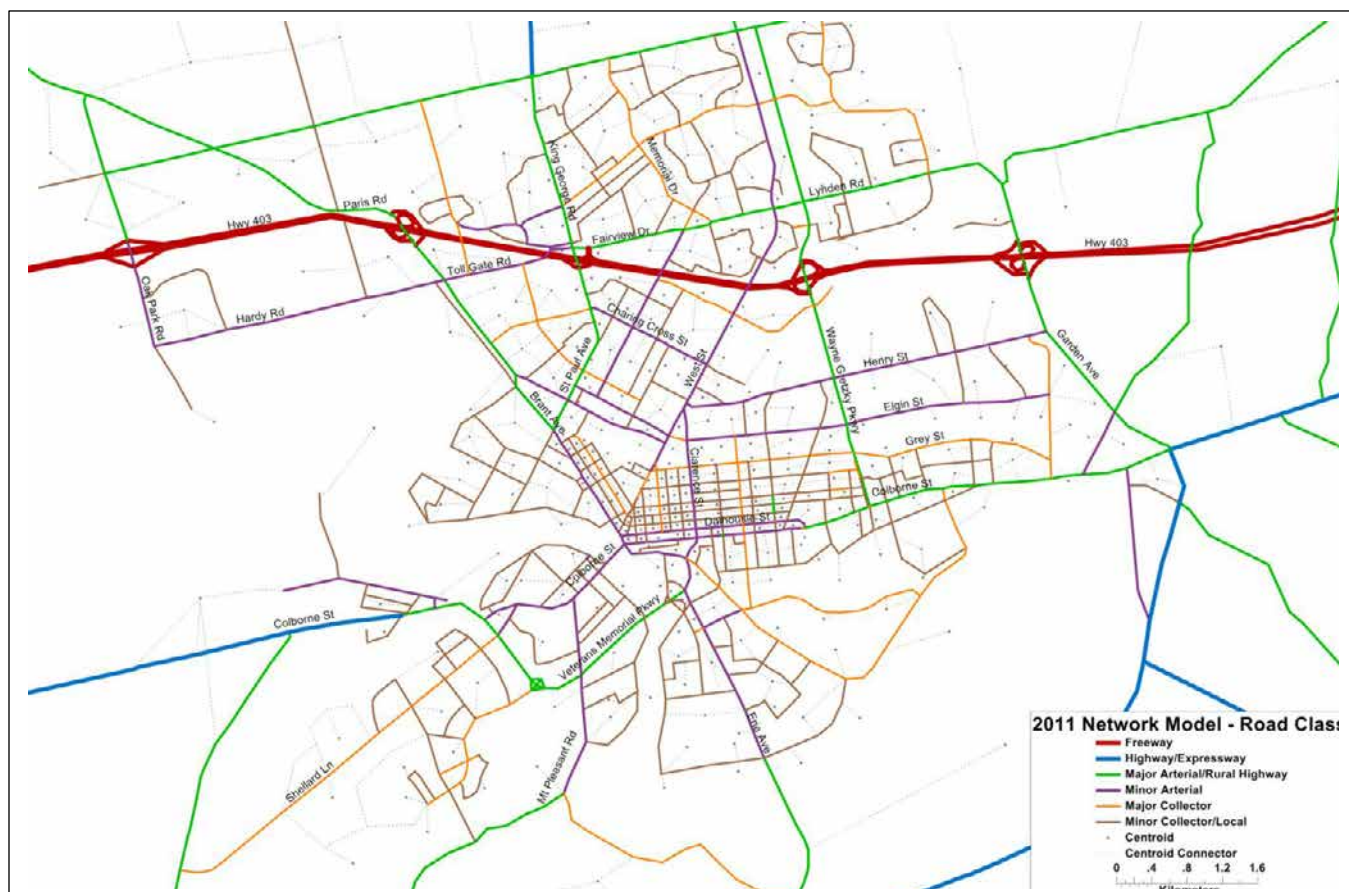 King George Rd
Memorial Dr
Lynden Rd
Paris Rd
Hwy 403
Fairview Dr
Hwy 403
Toll Gate Rd
Oak Park Rd
Hardy Rd
Charing Cross St
St Paul Ave
West St
Wayne Gretzky Pkwy
Henry St
Garden Ave
Brant Ave
Elgin St
Grey St
Clarence St
Colborne St
Dalhousie St
Colborne St
Colborne St
Veterans Memorial Pkwy
Erie Ave
Mt Pleasant Rd
Shellard Ln
2011 Network Model - Road Class
Freeway
Highway/Expressway
Major Arterial/Rural Highway
Minor Arterial
Major Collector
Minor Collector/Local
Centroid
Centroid Connector
0 .4 .8 1.2 1.6
Kilometers